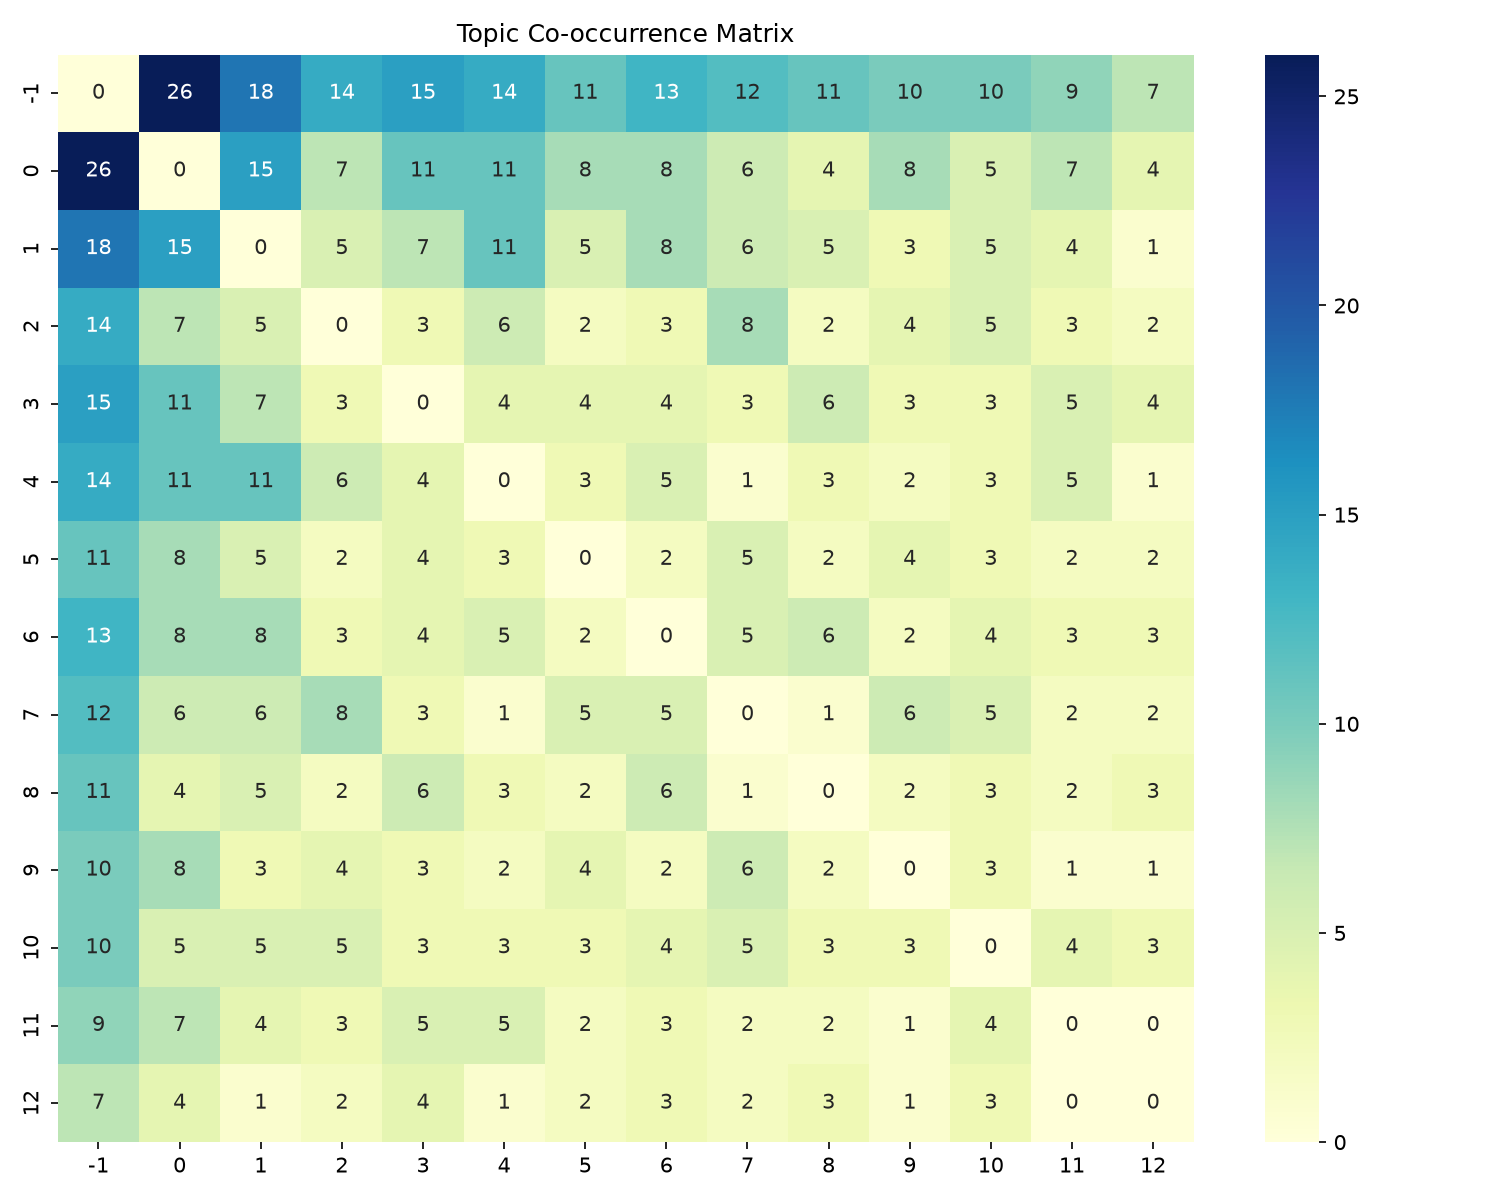 Topic Co-occurrence Matrix
-1 0 26 18 14 15 14 11 13 12 11 10 10 9 7
0 26 0 15 7 11 11 8 8 6 4 8 5 7 4
1 18 15 0 5 7 11 5 8 6 5 3 5 4 1
2 14 7 5 0 3 6 2 3 8 2 4 5 3 2
3 15 11 7 3 0 4 4 4 3 6 3 3 5 4
4 14 11 11 6 4 0 3 5 1 3 2 3 5 1
5 11 8 5 2 4 3 0 2 5 2 4 3 2 2
6 13 8 8 3 4 5 2 0 5 6 2 4 3 3
7 12 6 6 8 3 1 5 5 0 1 6 5 2 2
8 11 4 5 2 6 3 2 6 1 0 2 3 2 3
9 10 8 3 4 3 2 4 2 6 2 0 3 1 1
10 10 5 5 5 3 3 3 4 5 3 3 0 4 3
11 9 7 4 3 5 5 2 3 2 2 1 4 0 0
12 7 4 1 2 4 1 2 3 2 3 1 3 0 0
-1 0 1 2 3 4 5 6 7 8 9 10 11 12
25
20
15
10
5
0